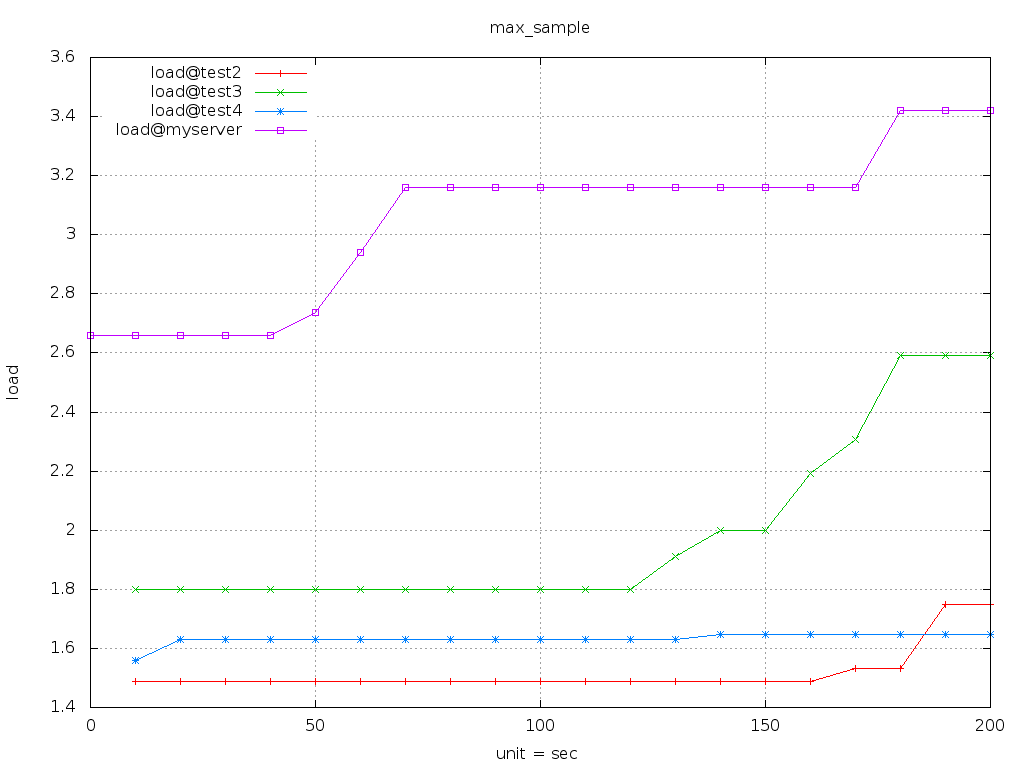 max_sample
load@test2
load@test3
load@test4
load@myserver
3.6
3.4
3.2
3
2.8
2.6
2.4
2.2
2
1.8
1.6
1.4
load
0 50 100 150 200
unit = sec